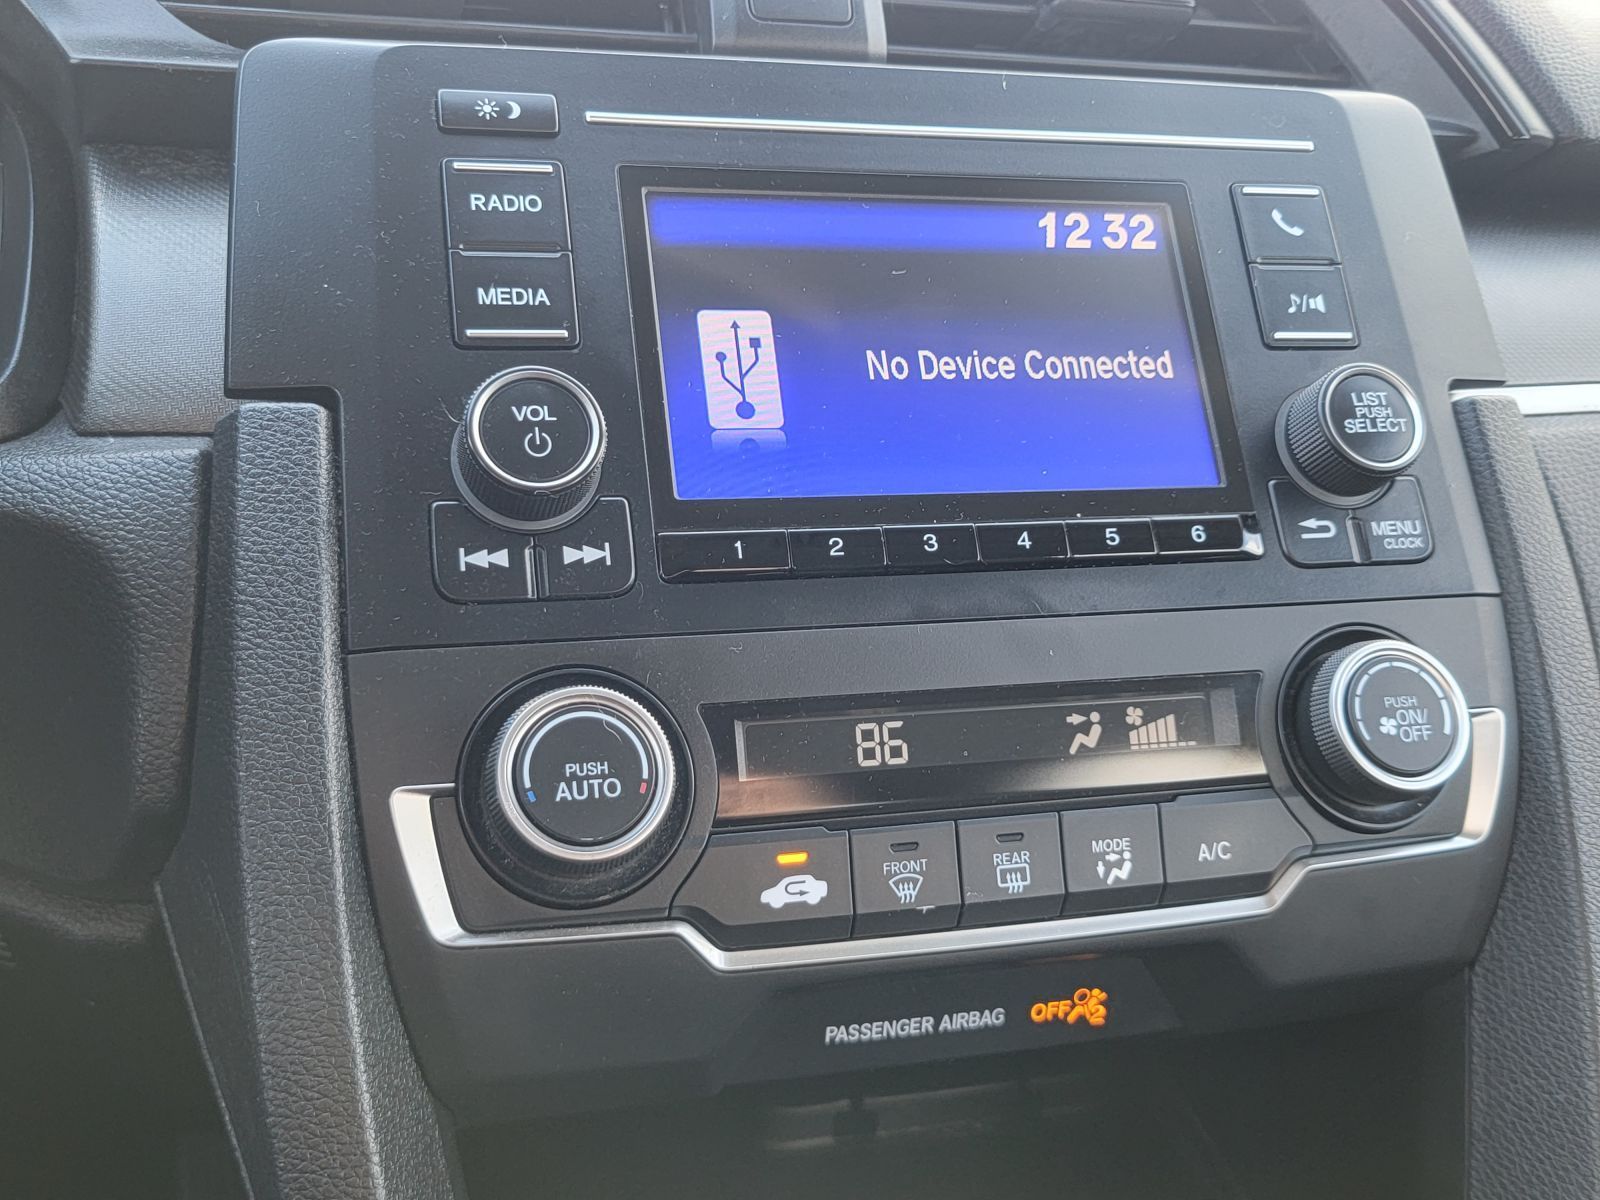 RADIO
MEDIA
VOL
12 32
No Device Connected
LIST
PUSH
SELECT
MENU
CLOCK
1 2 3 4 5 6
PUSH
AUTO
86
PUSH
ON/
OFF
FRONT
REAR
MODE
A/C
PASSENGER AIRBAG OFF 2